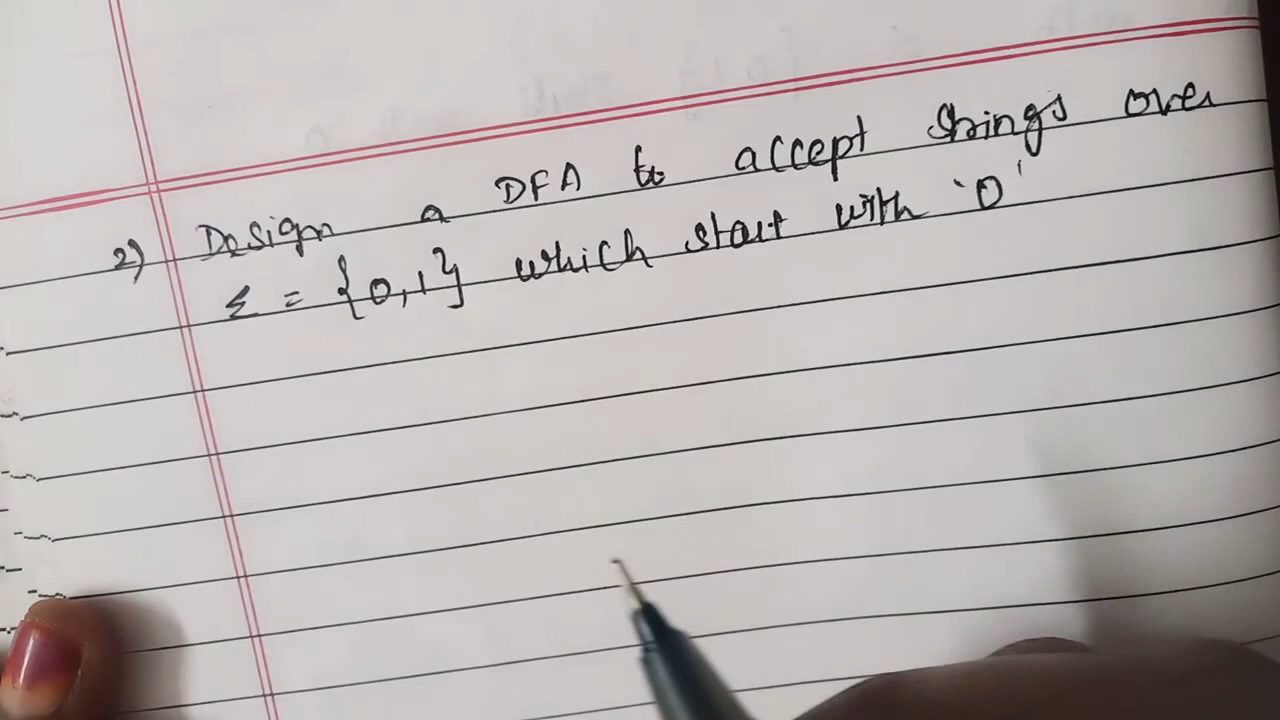 2) Design a DFA to accept strings over
Σ = {0,1} which start with '0'